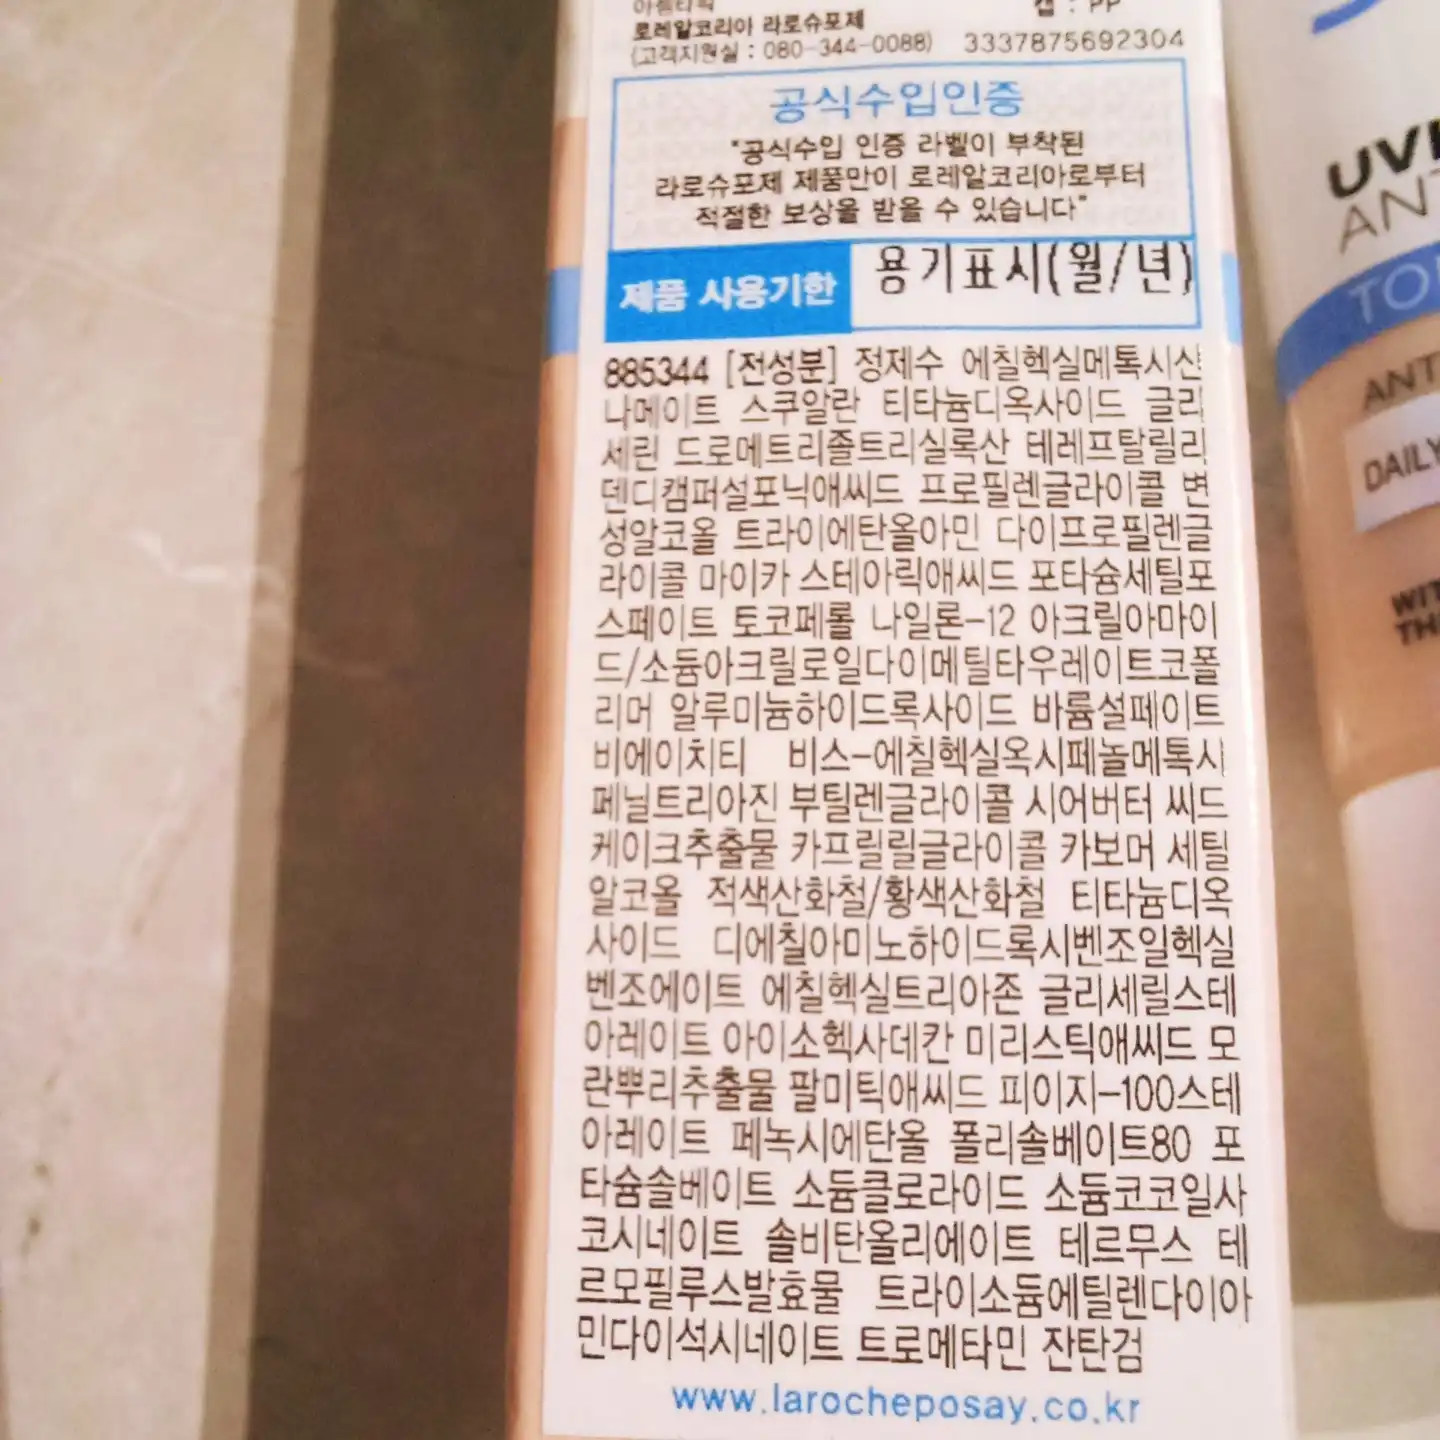 로레알코리아 라로슈포제
(고객지원실 : 080-344-0088)
캡 : PP
3337875692304
공식수입인증
"공식수입 인증 라벨이 부착된
라로슈포제 제품만이 로레알코리아로부터
적절한 보상을 받을 수 있습니다"
제품 사용기한
용기표시(월/년)
885344 [전성분] 정제수 에칠헥실메톡시신
나메이트 스쿠알란 티타늄디옥사이드 글리
세린 드로메트리졸트리실록산 테레프탈릴리
덴디캠퍼설포닉애씨드 프로필렌글라이콜 변
성알코올 트라이에탄올아민 다이프로필렌글
라이콜 마이카 스테아릭애씨드 포타슘세틸포
스페이트 토코페롤 나일론-12 아크릴아마이
드/소듐아크릴로일다이메틸타우레이트코폴
리머 알루미늄하이드록사이드 바륨설페이트
비에이치티 비스-에칠헥실옥시페놀메톡시
페닐트리아진 부틸렌글라이콜 시어버터 씨드
케이크추출물 카프릴릴글라이콜 카보머 세틸
알코올 적색산화철/황색산화철 티타늄디옥
사이드 디에칠아미노하이드록시벤조일헥실
벤조에이트 에칠헥실트리아존 글리세릴스테
아레이트 아이소헥사데칸 미리스틱애씨드 모
란뿌리추출물 팔미틱애씨드 피이지-100스테
아레이트 페녹시에탄올 폴리솔베이트80 포
타슘솔베이트 소듐클로라이드 소듐코코일사
코시네이트 솔비탄올리에이트 테르무스 테
르모필루스발효물 트라이소듐에틸렌다이아
민다이석시네이트 트로메타민 잔탄검
www.larocheposay.co.kr
DAILY